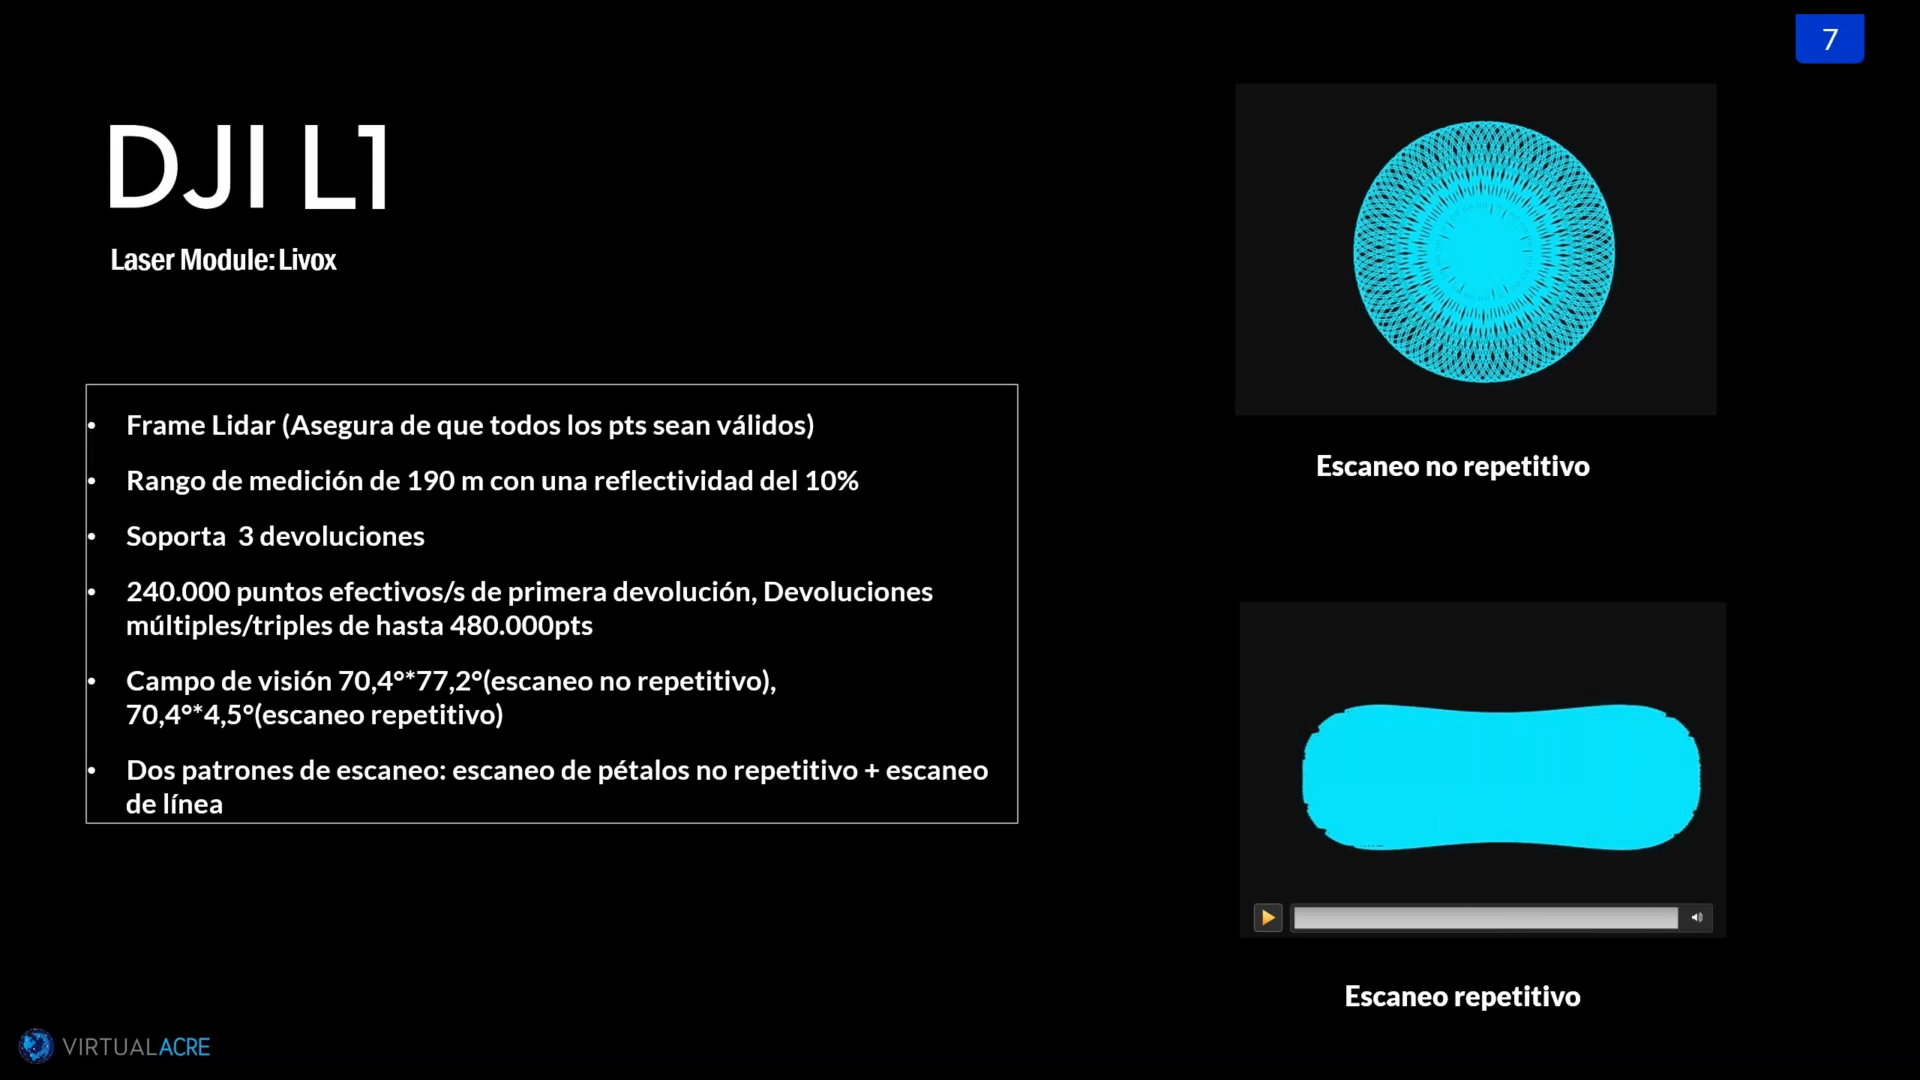 7
DJI L1
Laser Module: Livox
• Frame Lidar (Asegura de que todos los pts sean válidos)
• Rango de medición de 190 m con una reflectividad del 10%
• Soporta  3 devoluciones
• 240.000 puntos efectivos/s de primera devolución, Devoluciones
múltiples/triples de hasta 480.000pts
• Campo de visión 70,4°*77,2°(escaneo no repetitivo),
70,4°*4,5°(escaneo repetitivo)
• Dos patrones de escaneo: escaneo de pétalos no repetitivo + escaneo
de línea
Escaneo no repetitivo
Escaneo repetitivo
VIRTUALACRE